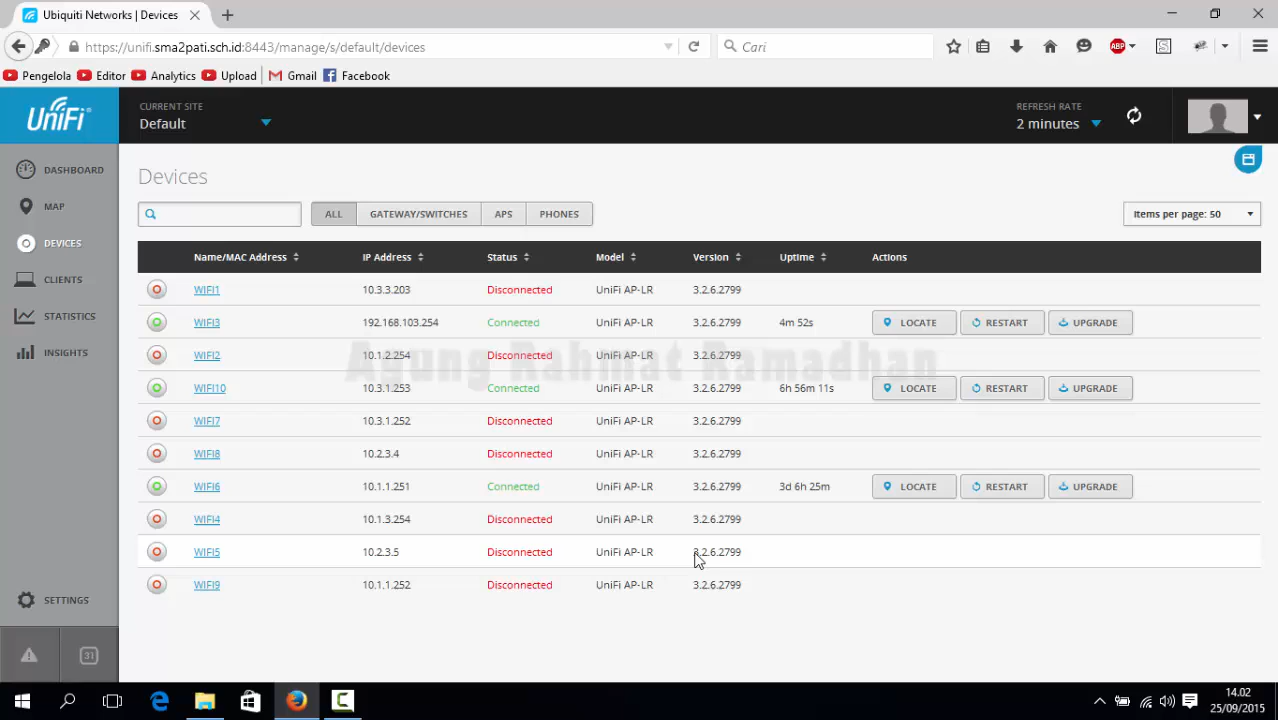 Ubiquiti Networks | Devices
https://unifi.sma2pati.sch.id:8443/manage/s/default/devices
Cari
ABP
S
Pengelola Editor Analytics Upload Gmail Facebook
UniFi
CURRENT SITE
Default
REFRESH RATE
2 minutes
DASHBOARD
MAP
DEVICES
CLIENTS
STATISTICS
INSIGHTS
SETTINGS
31
Devices
ALL GATEWAY/SWITCHES APS PHONES
Items per page: 50
Name/MAC Address IP Address Status Model Version Uptime Actions
WIFI1 10.3.3.203 Disconnected UniFi AP-LR 3.2.6.2799
WIFI3 192.168.103.254 Connected UniFi AP-LR 3.2.6.2799 4m 52s LOCATE RESTART UPGRADE
WIFI2 10.1.2.254 Disconnected UniFi AP-LR 3.2.6.2799
Agung Rahmat Ramadhan
WIFI10 10.3.1.253 Connected UniFi AP-LR 3.2.6.2799 6h 56m 11s LOCATE RESTART UPGRADE
WIFI7 10.3.1.252 Disconnected UniFi AP-LR 3.2.6.2799
WIFI8 10.2.3.4 Disconnected UniFi AP-LR 3.2.6.2799
WIFI6 10.1.1.251 Connected UniFi AP-LR 3.2.6.2799 3d 6h 25m LOCATE RESTART UPGRADE
WIFI4 10.1.3.254 Disconnected UniFi AP-LR 3.2.6.2799
WIFI5 10.2.3.5 Disconnected UniFi AP-LR 3.2.6.2799
WIFI9 10.1.1.252 Disconnected UniFi AP-LR 3.2.6.2799
14.02
25/09/2015